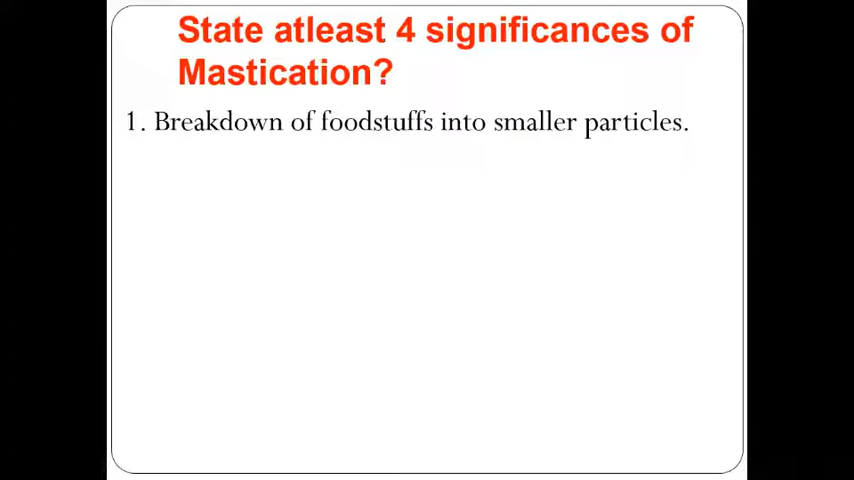 State atleast 4 significances of
Mastication?
1. Breakdown of foodstuffs into smaller particles.